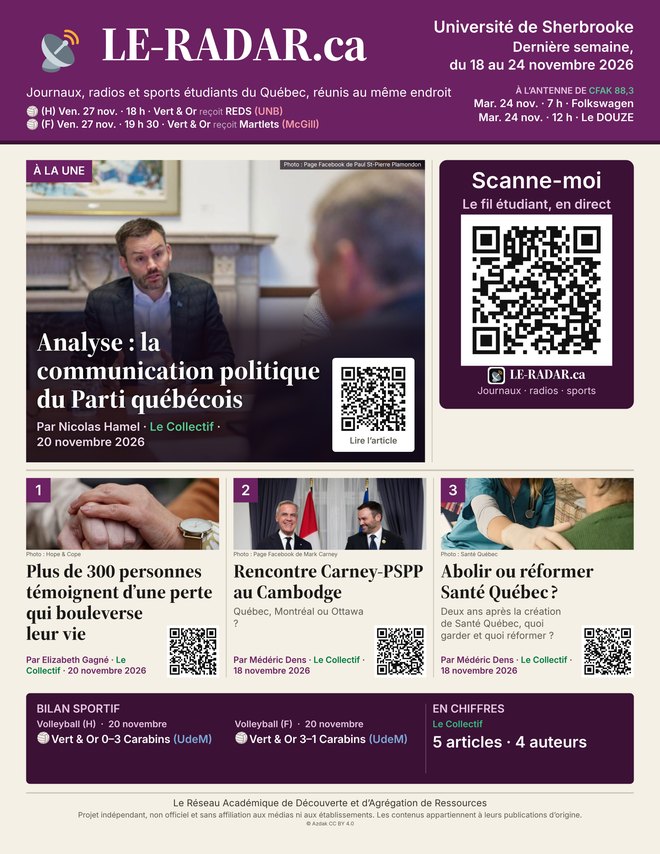 LE-RADAR.ca
Université de Sherbrooke
Dernière semaine,
du 18 au 24 novembre 2026
Journaux, radios et sports étudiants du Québec, réunis au même endroit
(H) Ven. 27 nov. · 18 h · Vert & Or reçoit REDS (UNB)
(F) Ven. 27 nov. · 19 h 30 · Vert & Or reçoit Martlets (McGill)
À L'ANTENNE DE CFAK 88,3
Mar. 24 nov. · 7 h · Folkswagen
Mar. 24 nov. · 12 h · Le DOUZE
À LA UNE
Photo : Page Facebook de Paul St-Pierre Plamondon
Analyse : la
communication politique
du Parti québécois
Par Nicolas Hamel · Le Collectif ·
20 novembre 2026
Lire l'article
Scanne-moi
Le fil étudiant, en direct
LE-RADAR.ca
Journaux · radios · sports
1
Photo : Hope & Cope
Plus de 300 personnes
témoignent d'une perte
qui bouleverse
leur vie
Par Elizabeth Gagné · Le
Collectif · 20 novembre 2026
2
Photo : Page Facebook de Mark Carney
Rencontre Carney-PSPP
au Cambodge
Québec, Montréal ou Ottawa
?
Par Médéric Dens · Le Collectif ·
18 novembre 2026
3
Photo : Santé Québec
Abolir ou réformer
Santé Québec ?
Deux ans après la création
de Santé Québec, quoi
garder et quoi réformer ?
Par Médéric Dens · Le Collectif ·
18 novembre 2026
BILAN SPORTIF
Volleyball (H) · 20 novembre
Vert & Or 0–3 Carabins (UdeM)
Volleyball (F) · 20 novembre
Vert & Or 3–1 Carabins (UdeM)
EN CHIFFRES
Le Collectif
5 articles · 4 auteurs
Le Réseau Académique de Découverte et d'Agrégation de Ressources
Projet indépendant, non officiel et sans affiliation aux médias ni aux établissements. Les contenus appartiennent à leurs publications d'origine.
© Azdak CC BY 4.0